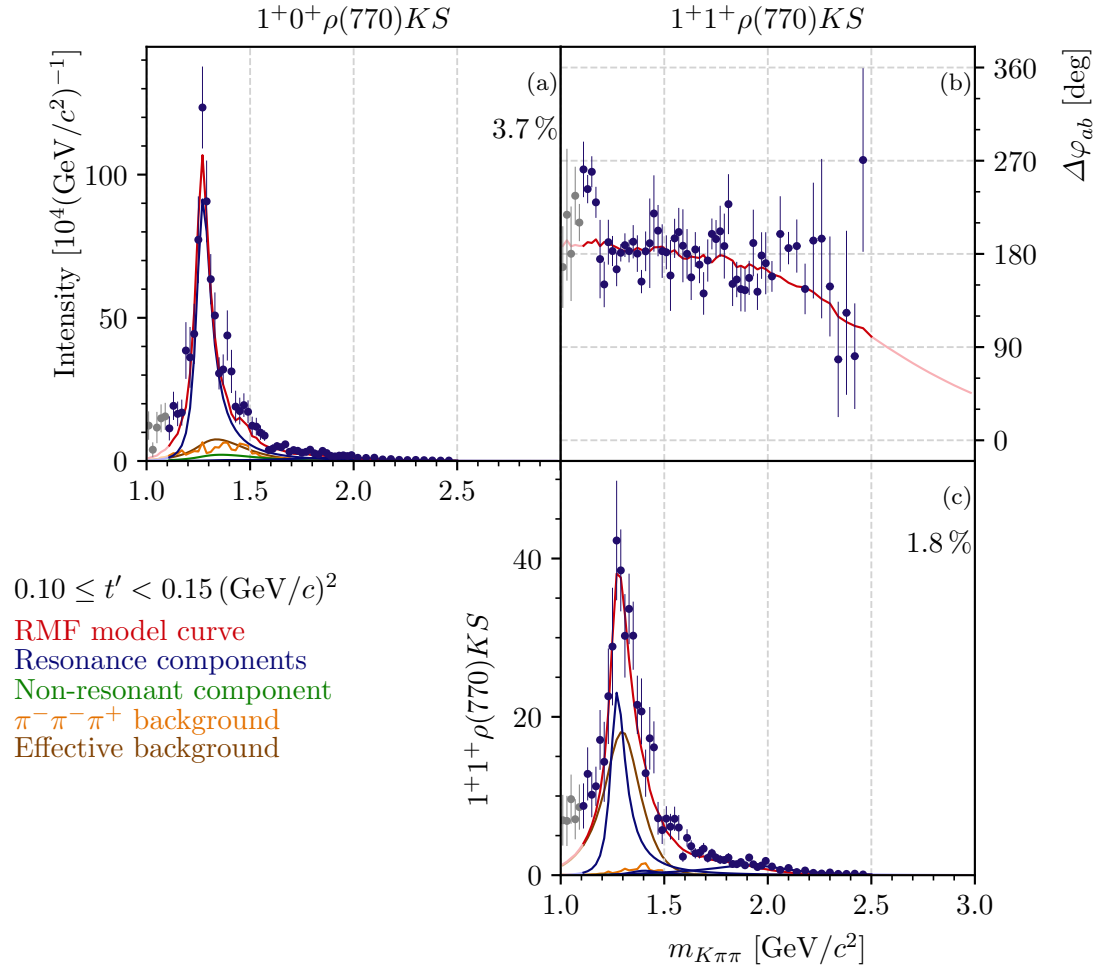 1⁺0⁺ρ(770)KS
1⁺1⁺ρ(770)KS
Intensity [10⁴(GeV/c²)⁻¹]
(a)
3.7 %
100
50
0
1.0 1.5 2.0 2.5
(b)
360
270
180
90
0
Δφ_ab [deg]
(c)
1.8 %
1⁺1⁺ρ(770)KS
40
20
0
1.0 1.5 2.0 2.5 3.0
m_Kππ [GeV/c²]
0.10 ≤ t′ < 0.15 (GeV/c)²
RMF model curve
Resonance components
Non-resonant component
π⁻π⁻π⁺ background
Effective background